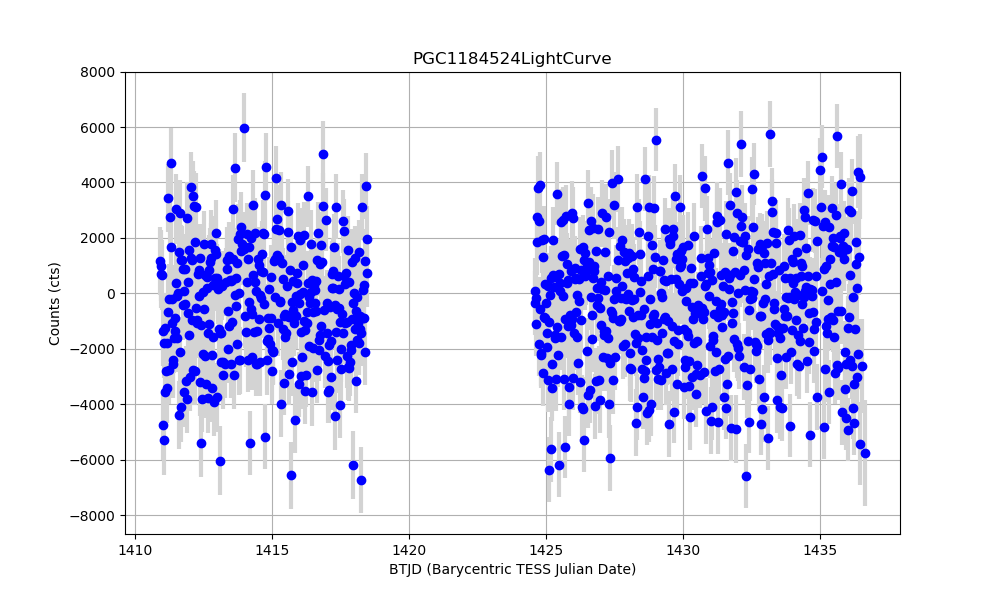 PGC1184524LightCurve
8000
6000
4000
2000
0
−2000
−4000
−6000
−8000
Counts (cts)
1410 1415 1420 1425 1430 1435
BTJD (Barycentric TESS Julian Date)